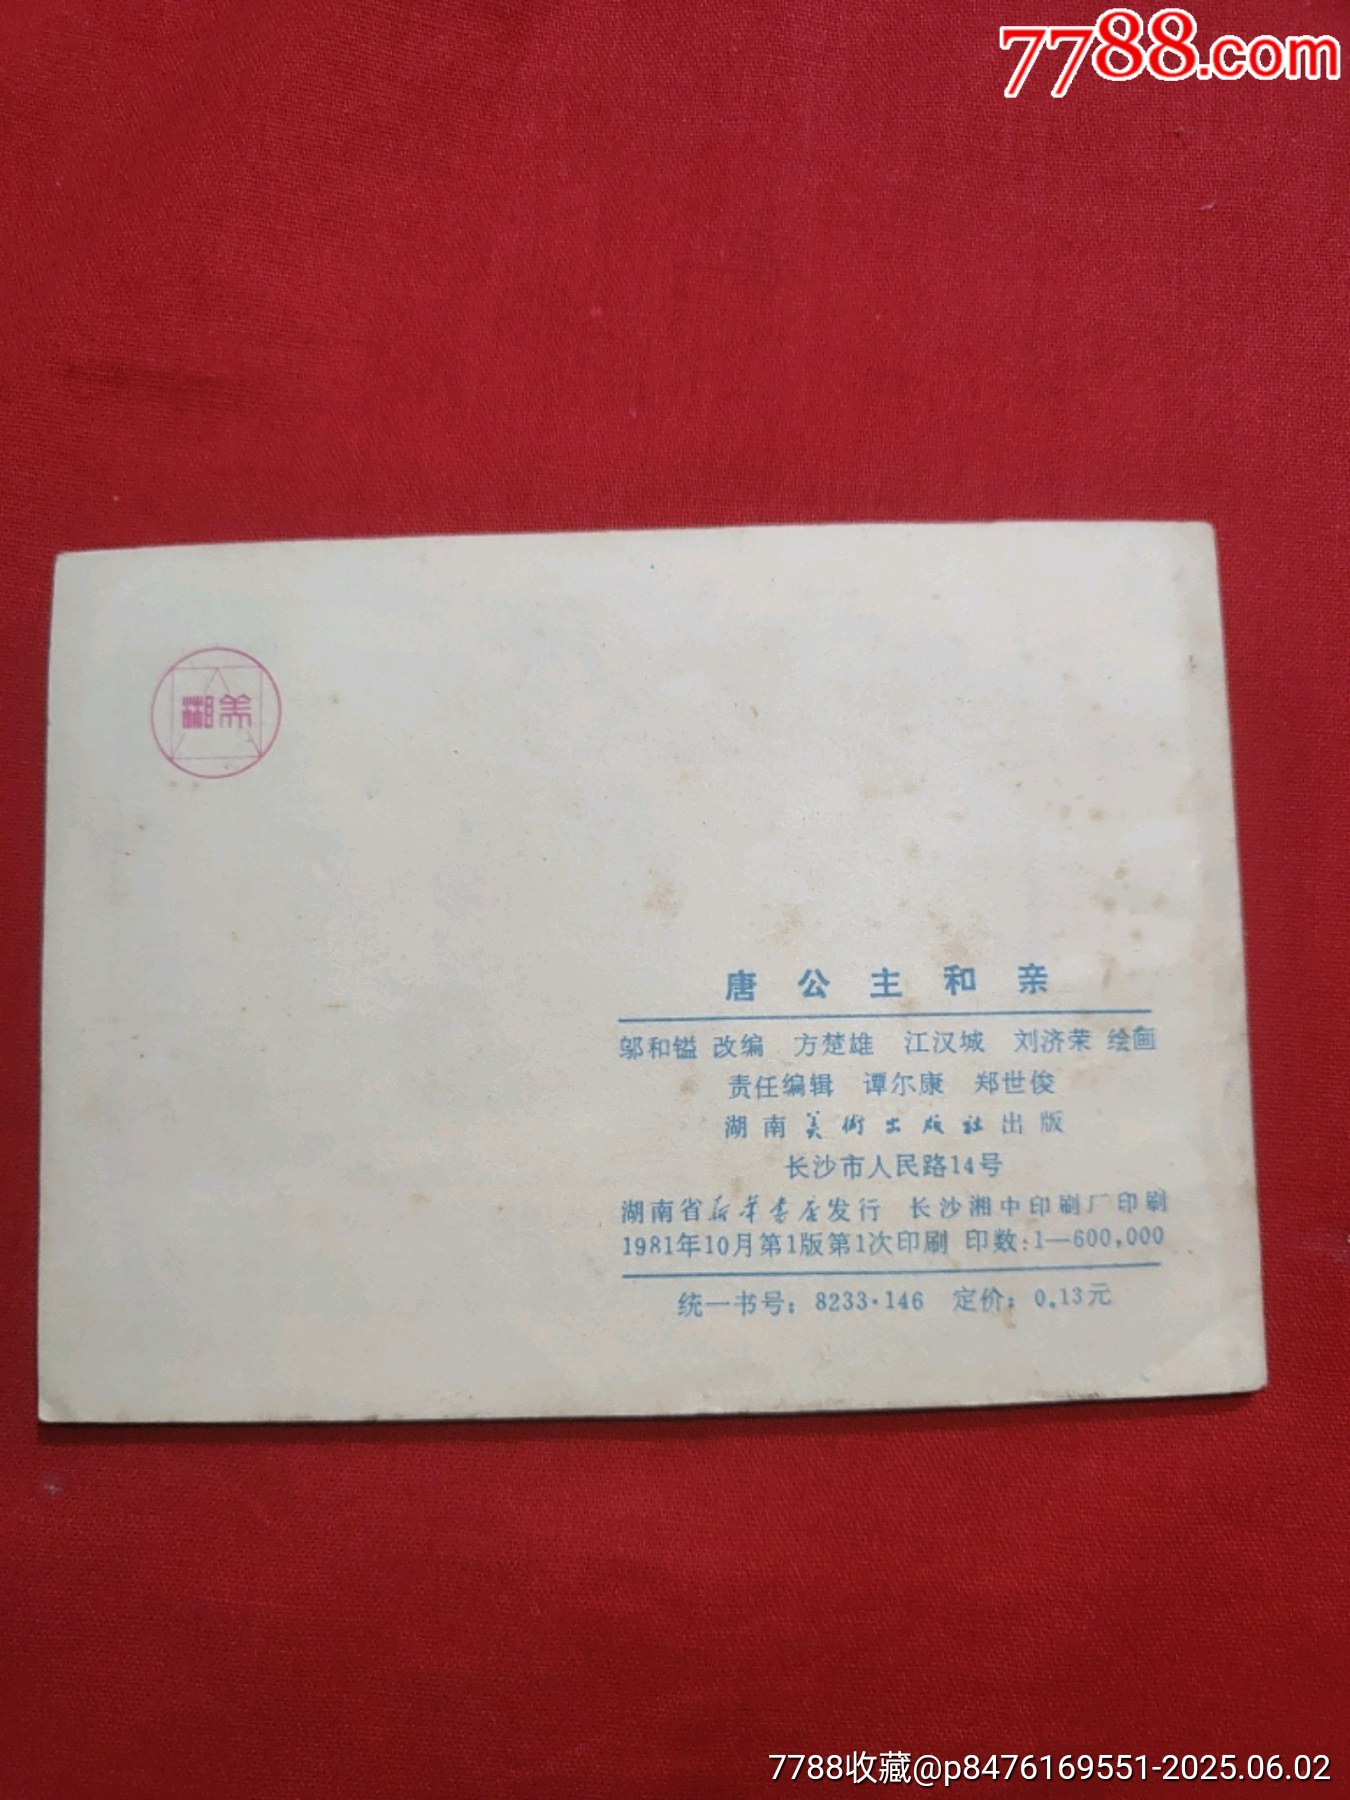 7788.com
湘美
唐公主和亲
邬和镒 改编 方楚雄 江汉城 刘济荣 绘画
责任编辑 谭尔康 郑世俊
湖南美術出版社出版
长沙市人民路14号
湖南省新华书店发行 长沙湘中印刷厂印刷
1981年10月第1版第1次印刷 印数:1—600,000
统一书号：8233·146 定价：0.13元
7788收藏@p8476169551-2025.06.02